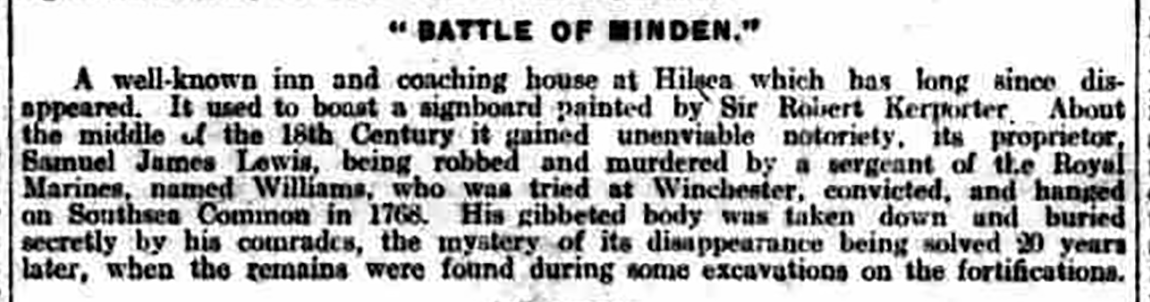 “ BATTLE OF MINDEN.”
A well-known inn and coaching house at Hilsea which has long since dis-
appeared. It used to boast a signboard painted by Sir Robert Kerporter. About
the middle of the 18th Century it gained unenviable notoriety, its proprietor,
Samuel James Lewis, being robbed and murdered by a sergeant of the Royal
Marines, named Williams, who was tried at Winchester, convicted, and hanged
on Southsea Common in 1768. His gibbeted body was taken down and buried
secretly by his comrades, the mystery of its disappearance being solved 20 years
later, when the remains were found during some excavations on the fortifications.